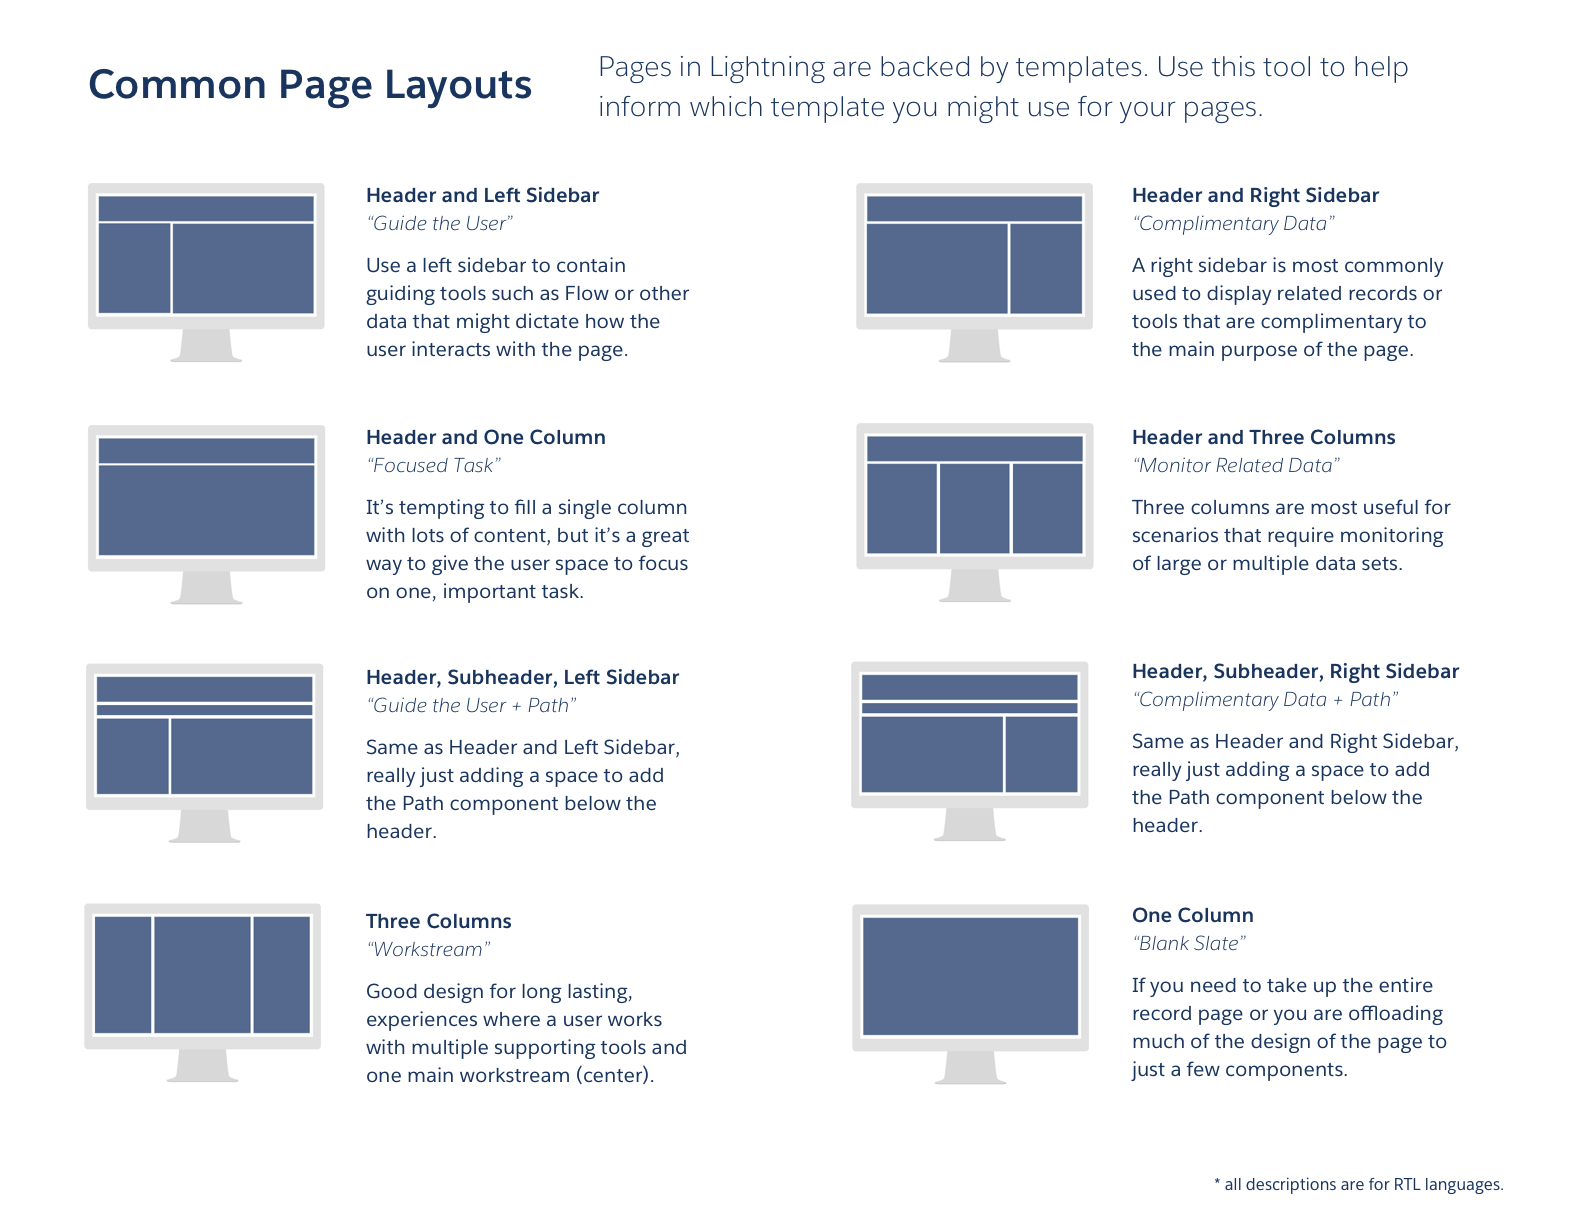 Common Page Layouts
Pages in Lightning are backed by templates. Use this tool to help
inform which template you might use for your pages.
Header and Left Sidebar
“Guide the User”
Use a left sidebar to contain
guiding tools such as Flow or other
data that might dictate how the
user interacts with the page.
Header and Right Sidebar
“Complimentary Data”
A right sidebar is most commonly
used to display related records or
tools that are complimentary to
the main purpose of the page.
Header and One Column
“Focused Task”
It’s tempting to fill a single column
with lots of content, but it’s a great
way to give the user space to focus
on one, important task.
Header and Three Columns
“Monitor Related Data”
Three columns are most useful for
scenarios that require monitoring
of large or multiple data sets.
Header, Subheader, Left Sidebar
“Guide the User + Path”
Same as Header and Left Sidebar,
really just adding a space to add
the Path component below the
header.
Header, Subheader, Right Sidebar
“Complimentary Data + Path”
Same as Header and Right Sidebar,
really just adding a space to add
the Path component below the
header.
Three Columns
“Workstream”
Good design for long lasting,
experiences where a user works
with multiple supporting tools and
one main workstream (center).
One Column
“Blank Slate”
If you need to take up the entire
record page or you are offloading
much of the design of the page to
just a few components.
* all descriptions are for RTL languages.